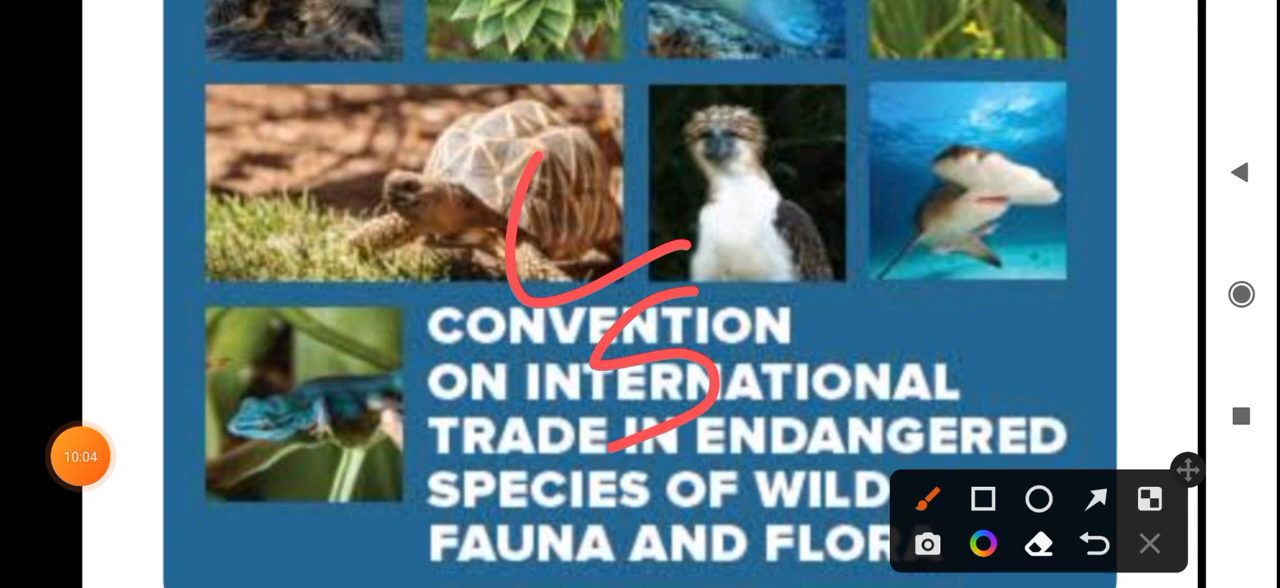 CONVENTION
ON INTERNATIONAL
TRADE IN ENDANGERED
SPECIES OF WILD
FAUNA AND FLORA
10:04